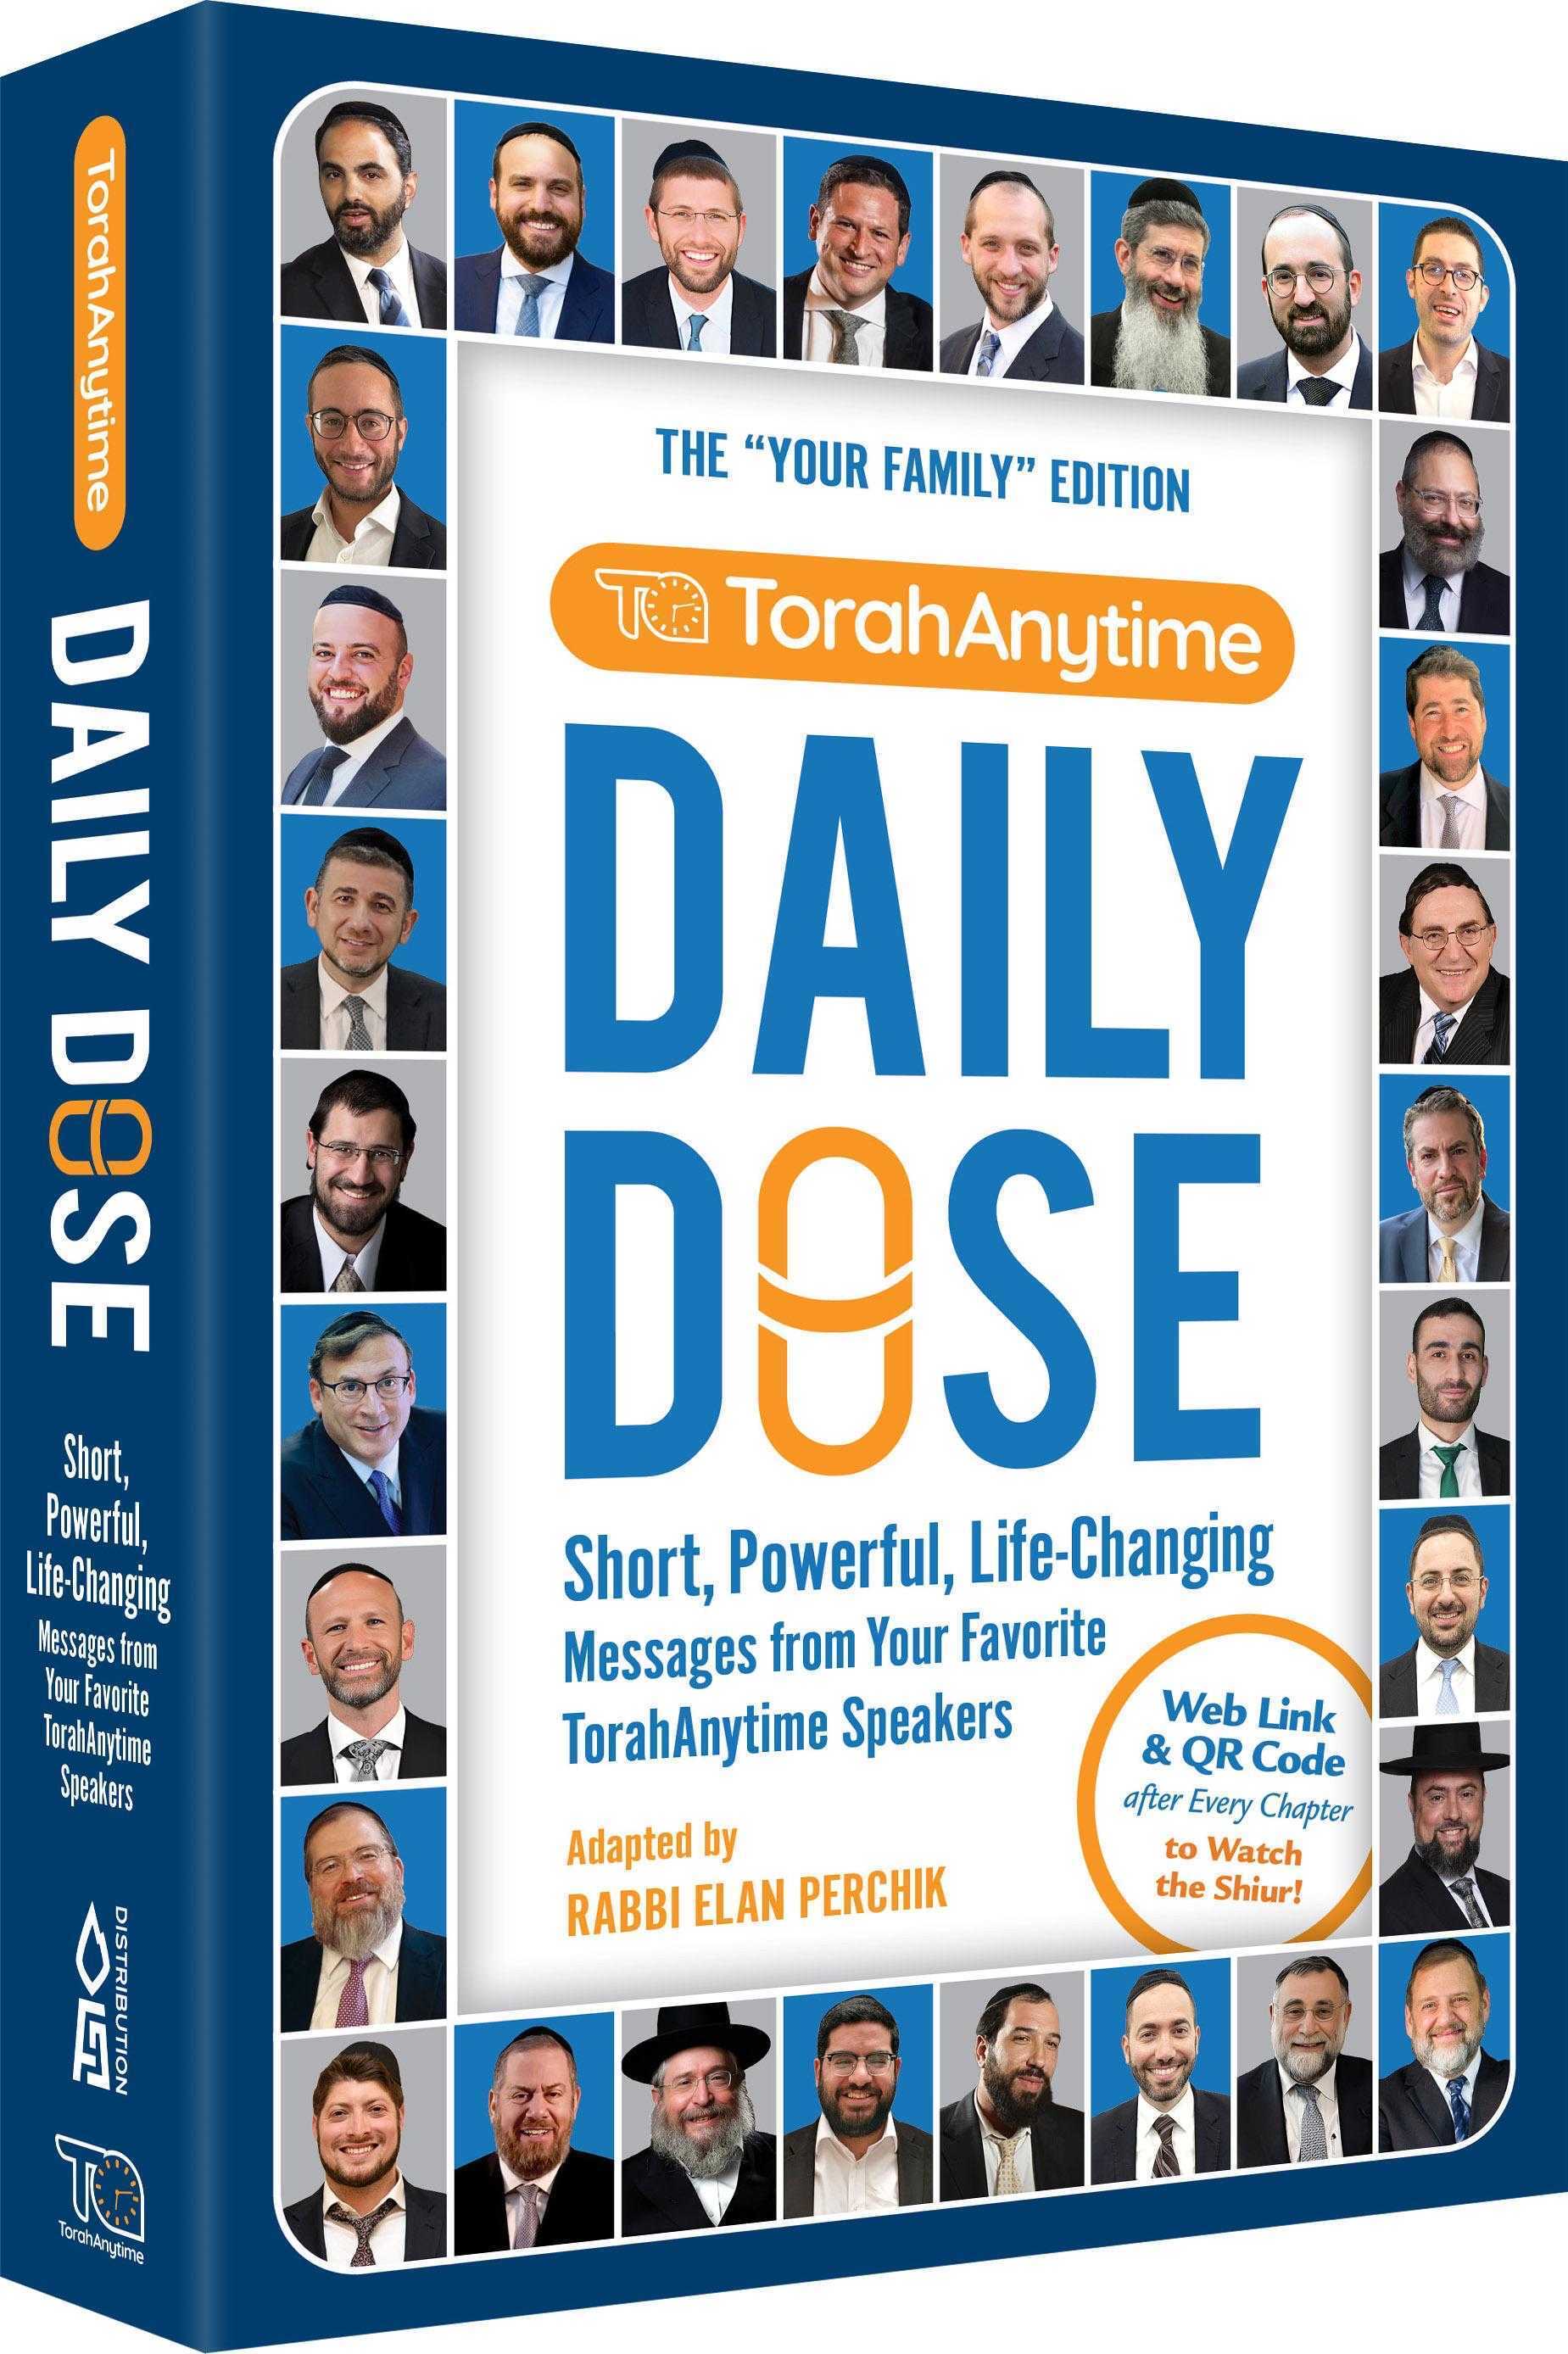 TorahAnytime
DAILY DOSE
Short,
Powerful,
Life-Changing
Messages from
Your Favorite
TorahAnytime
Speakers
DISTRIBUTION
TorahAnytime
THE “YOUR FAMILY” EDITION
TorahAnytime
DAILY
DOSE
Short, Powerful, Life-Changing
Messages from Your Favorite
TorahAnytime Speakers
Adapted by
RABBI ELAN PERCHIK
Web Link
& QR Code
after Every Chapter
to Watch
the Shiur!